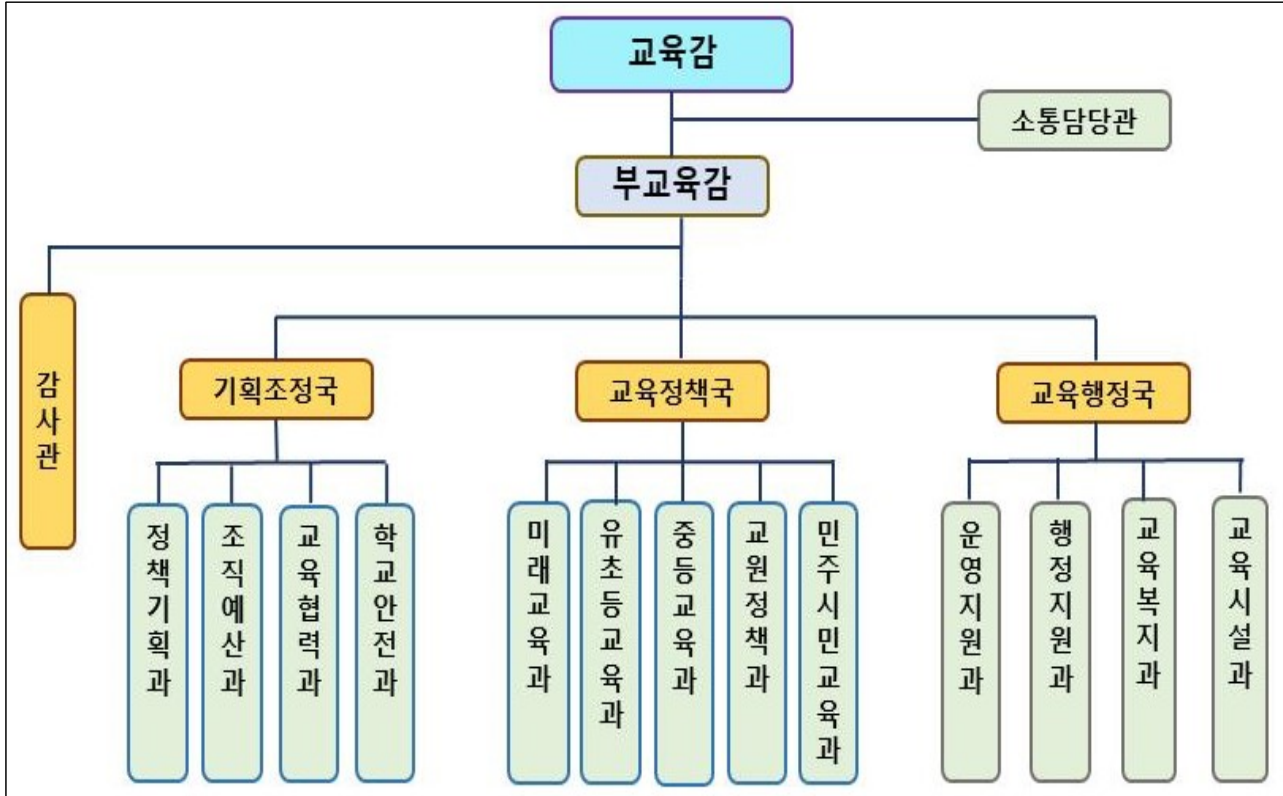 교육감
소통담당관
부교육감
감사관
기획조정국
교육정책국
교육행정국
정책기획과
조직예산과
교육협력과
학교안전과
미래교육과
유초등교육과
중등교육과
교원정책과
민주시민교육과
운영지원과
행정지원과
교육복지과
교육시설과